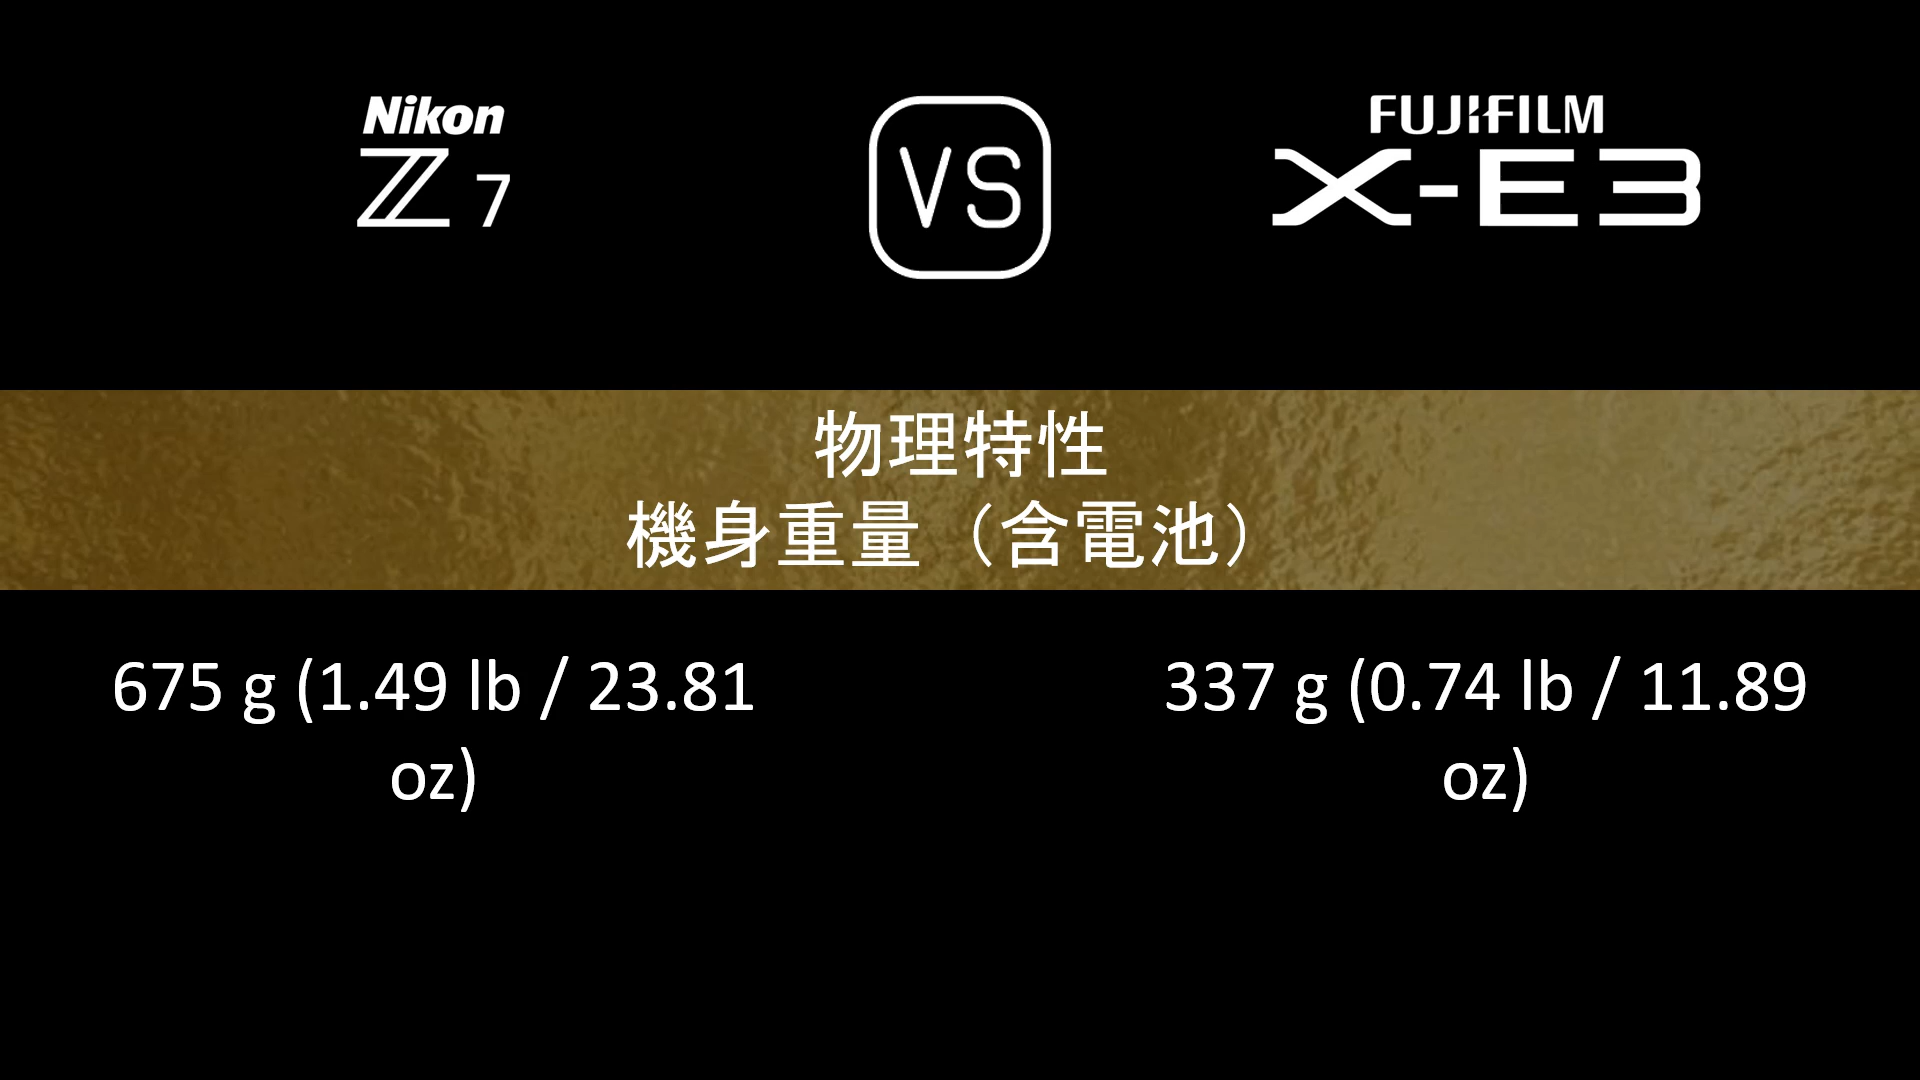 Nikon
Z 7
VS
FUJIFILM
X-E3
物理特性
機身重量（含電池）
675 g (1.49 lb / 23.81
oz)
337 g (0.74 lb / 11.89
oz)